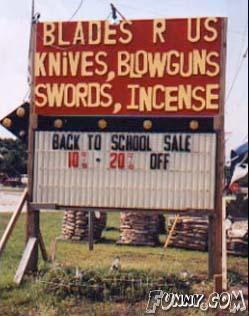 BLADES R US
KNIVES, BLOWGUNS
SWORDS, INCENSE
BACK TO SCHOOL SALE
10% - 20% OFF
FUNNY.COM